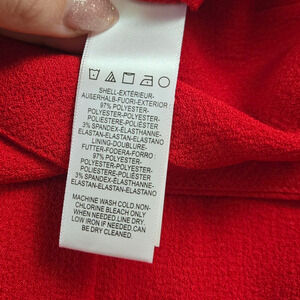 SHELL-EXTÉRIEUR-
AUßERHALB-FUORI-EXTERIOR
97% POLYESTER-
POLYESTER-POLYESTER-
POLIESTERE-POLIÉSTER
3% SPANDEX-ÉLASTHANNE-
ELASTAN-ELASTAN-ELASTANO
LINING-DOUBLURE-
FUTTER-FODERA-FORRO :
97% POLYESTER-
POLYESTER-POLYESTER-
POLIESTERE-POLIÉSTER
3% SPANDEX-ÉLASTHANNE-
ELASTAN-ELASTAN-ELASTANO
MACHINE WASH COLD.NON-
CHLORINE BLEACH ONLY
WHEN NEEDED.LINE DRY.
LOW IRON IF NEEDED.CAN
BE DRY CLEANED.